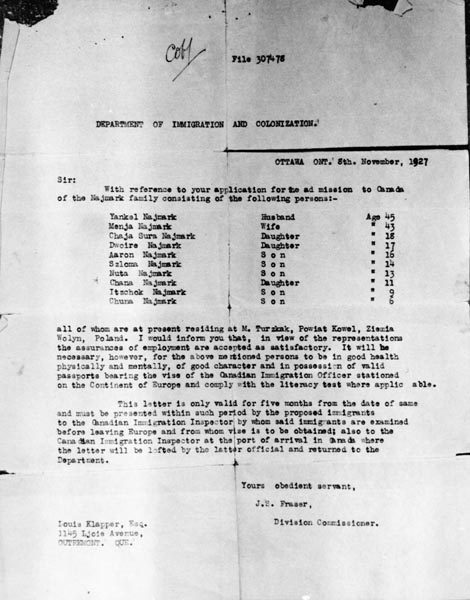 Copy
File 307478
DEPARTMENT OF IMMIGRATION AND COLONIZATION.
OTTAWA ONT. 8th. November, 1927
Sir:
With reference to your application for the ad mission to Canada
of the Najmark family consisting of the following persons:-
Yankel Najmark Husband Age 45
Menja Najmark Wife " 43
Chaja Sura Najmark Daughter " 18
Dwoire Najmark Daughter " 17
Aaron Najmark Son " 16
Szloma Najmark Son " 14
Nuta Najmark Son " 13
Chana Najmark Daughter " 11
Itzchok Najmark Son " 9
Chuna Najmark Son " 6
all of whom are at present residing at M. Turzkak, Powiat Kowel, Ziemia
Wolyn, Poland. I would inform you that, in view of the representations
the assurances of employment are accepted as satisfactory. It will be
necessary, however, for the above mentioned persons to be in good health
physically and mentally, of good character and in possession of valid
passports bearing the vise of the Canadian Immigration Officer stationed
on the Continent of Europe and comply with the literacy test where applic able.
This letter is only valid for five months from the date of same
and must be presented within such period by the proposed immigrants
to the Canadian Immigration Inspector by whom said immigrants are examined
before leaving Europe and from whom vise is to be obtained; also to the
Canadian Immigration Inspector at the port of arrival in Canada where
the letter will be lofted by the latter official and returned to the
Department.
Yours obedient servant,
J.S. Fraser,
Division Commissioner.
Louis Klapper, Esq.
1145 Ljoie Avenue,
OUTREMONT. QUE.